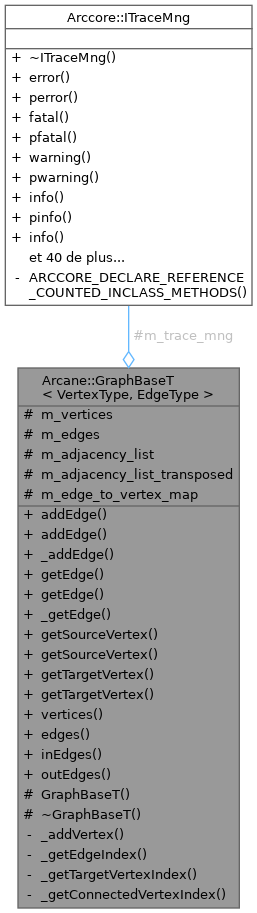 Arccore::ITraceMng
+ ~ITraceMng()
+ error()
+ perror()
+ fatal()
+ pfatal()
+ warning()
+ pwarning()
+ info()
+ pinfo()
+ info()
et 40 de plus...
- ARCCORE_DECLARE_REFERENCE
_COUNTED_INCLASS_METHODS()
#m_trace_mng
Arcane::GraphBaseT
< VertexType, EdgeType >
# m_vertices
# m_edges
# m_adjacency_list
# m_adjacency_list_transposed
# m_edge_to_vertex_map
+ addEdge()
+ addEdge()
+ _addEdge()
+ getEdge()
+ getEdge()
+ _getEdge()
+ getSourceVertex()
+ getSourceVertex()
+ getTargetVertex()
+ getTargetVertex()
+ vertices()
+ edges()
+ inEdges()
+ outEdges()
# GraphBaseT()
# ~GraphBaseT()
- _addVertex()
- _getEdgeIndex()
- _getTargetVertexIndex()
- _getConnectedVertexIndex()